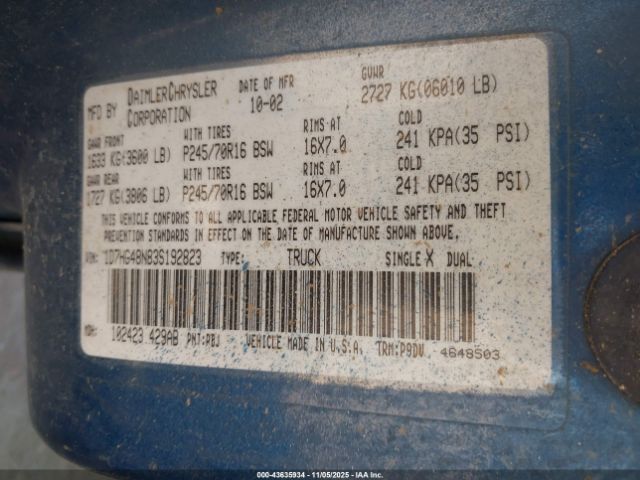 MFD BY DAIMLERCHRYSLER CORPORATION DATE OF MFR 10-02 GVWR 2727 KG(06010 LB)
GAWR FRONT WITH TIRES RIMS AT COLD
1633 KG(3600 LB) P245/70R16 BSW 16X7.0 241 KPA(35 PSI)
GAWR REAR WITH TIRES RIMS AT COLD
1727 KG(3806 LB) P245/70R16 BSW 16X7.0 241 KPA(35 PSI)
THIS VEHICLE CONFORMS TO ALL APPLICABLE FEDERAL MOTOR VEHICLE SAFETY AND THEFT
PREVENTION STANDARDS IN EFFECT ON THE DATE OF MANUFACTURE SHOWN ABOVE.
VIN: 1D7HG48N83S192823 TYPE: TRUCK SINGLE X DUAL
MDH: 102423 429AB PNT:PBJ VEHICLE MADE IN U.S.A. TRM:P9DV 4648503
000-43635934 - 11/05/2025 - IAAI, Inc.